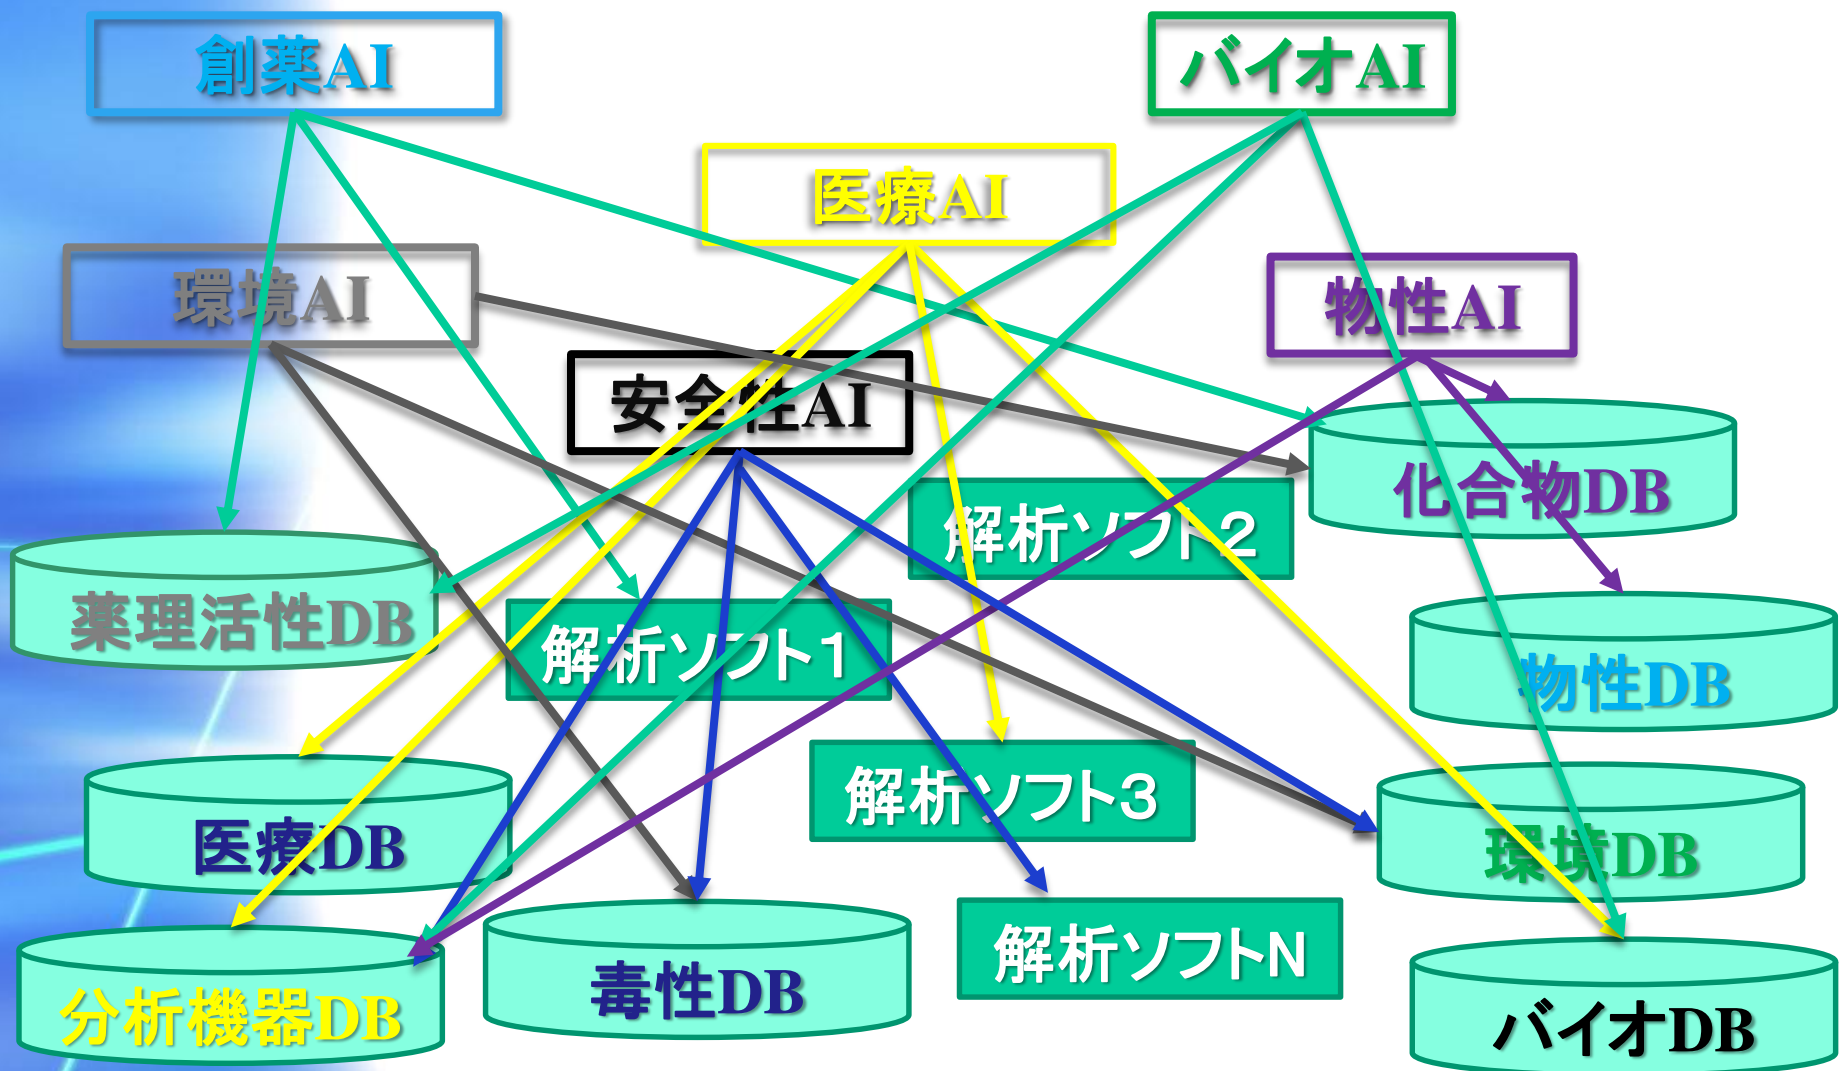 創薬AI
バイオAI
医療AI
環境AI
物性AI
安全性AI
化合物DB
解析ソフト2
薬理活性DB
解析ソフト1
物性DB
解析ソフト3
医療DB
環境DB
解析ソフトN
毒性DB
分析機器DB
バイオDB